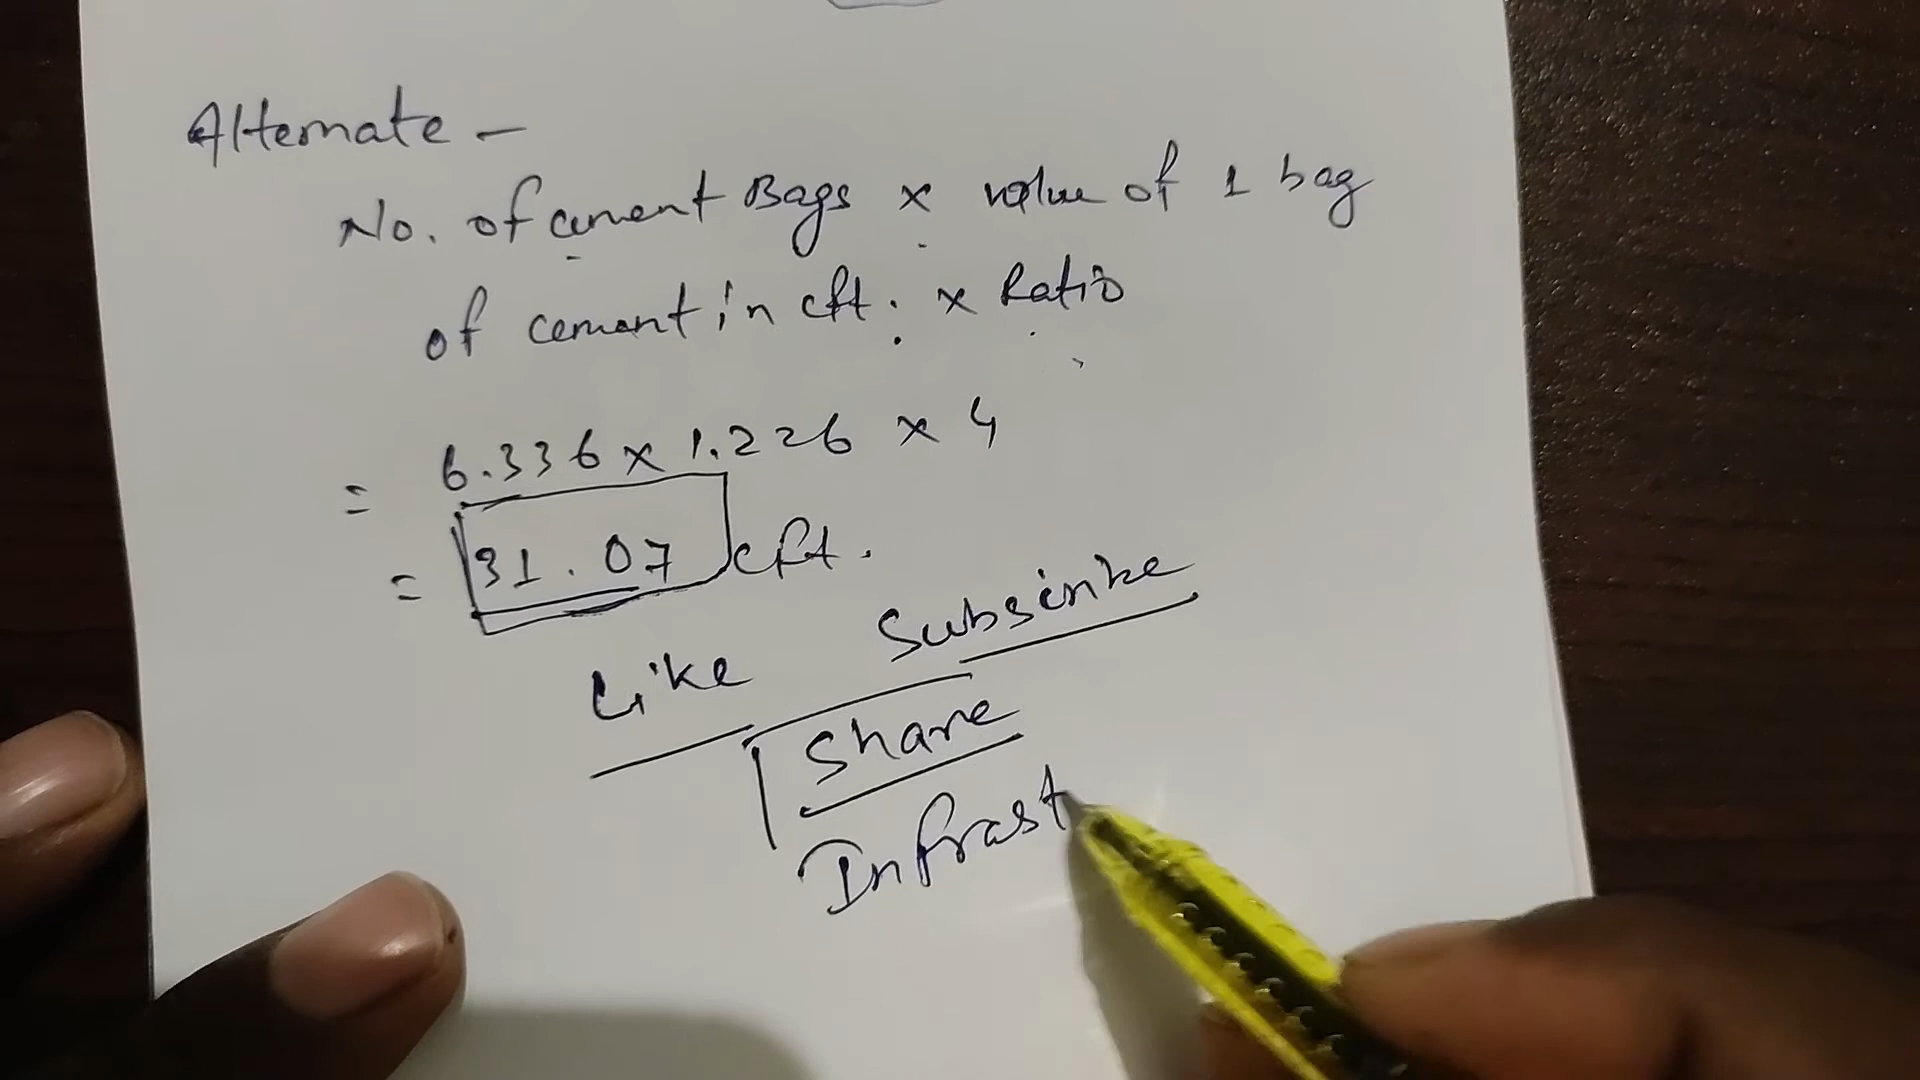 Alternate -
No. of cement Bags × value of 1 bag
of cement in cft. × Ratio
= 6.336 × 1.226 × 4
= 31.07 cft.
Like Subscribe
Share
Infrast